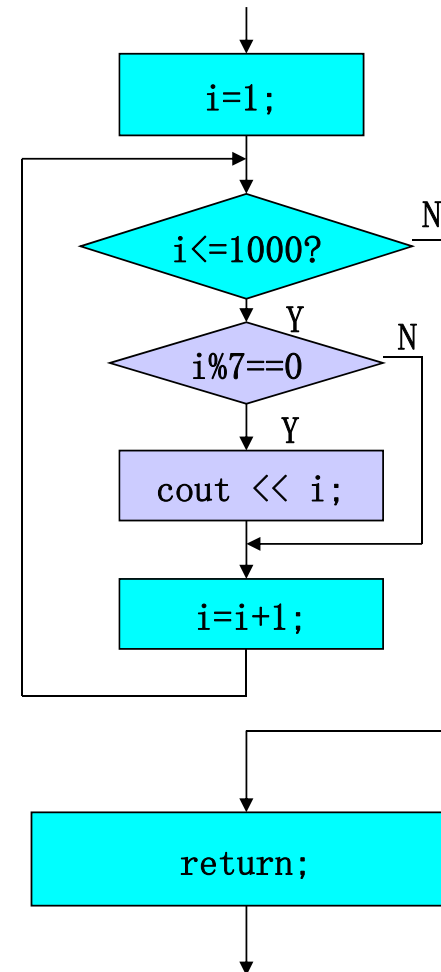 i=1;
N
i<=1000?
Y
N
i%7==0
Y
cout << i;
i=i+1;
return;